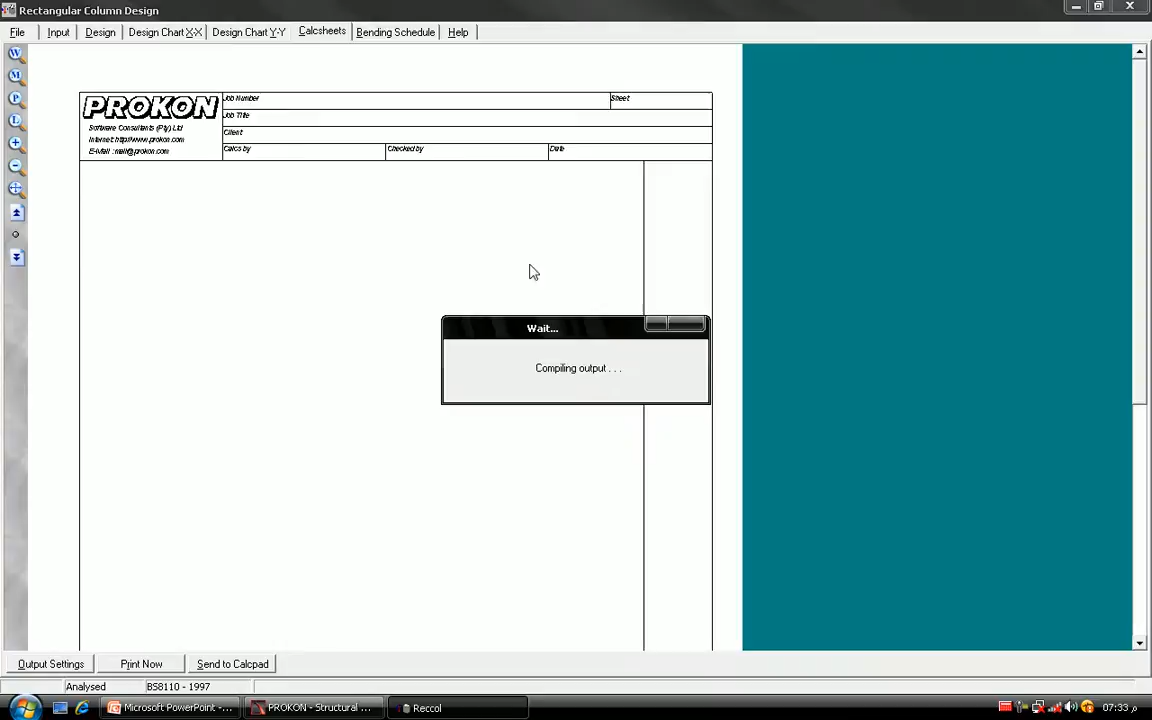 Rectangular Column Design
File Input Design Design Chart X-X Design Chart Y-Y Calcsheets Bending Schedule Help
W
M
P
L
PROKON
Software Consultants (Pty) Ltd
Internet: http://www.prokon.com
E-Mail : mail@prokon.com
Job Number Sheet
Job Title
Client
Calcs by Checked by Date
Wait...
Compiling output . . .
Output Settings Print Now Send to Calcpad
Analysed BS8110 - 1997
Microsoft PowerPoint -... PROKON - Structural ... Reccol 07:33 م